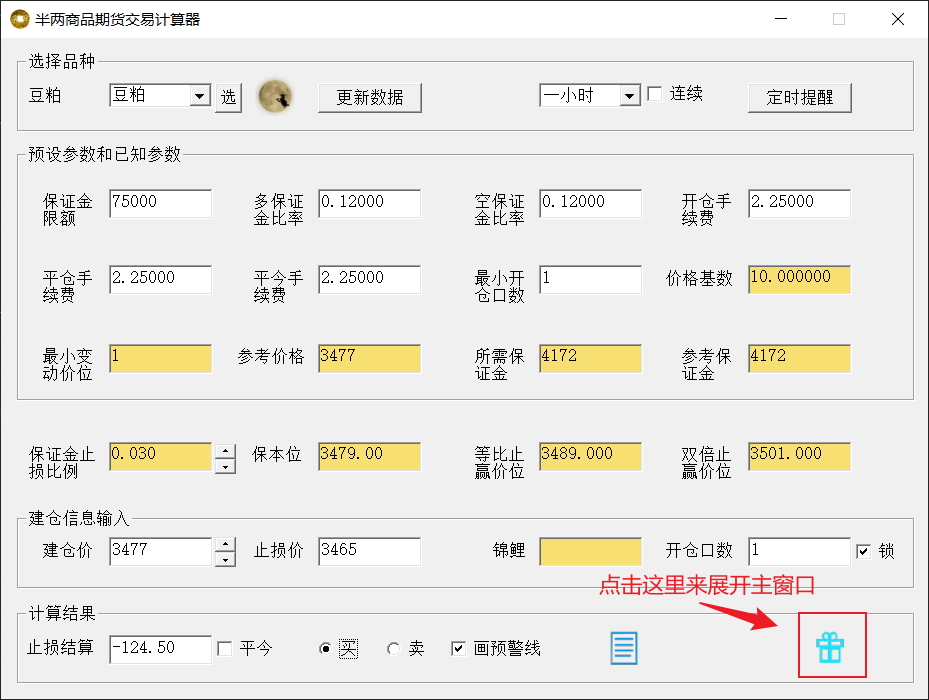 半两商品期货交易计算器
选择品种
豆粕 豆粕 选 更新数据 一小时 连续 定时提醒
预设参数和已知参数
保证金限额 75000 多保证金比率 0.12000 空保证金比率 0.12000 开仓手续费 2.25000
平仓手续费 2.25000 平今手续费 2.25000 最小开仓口数 1 价格基数 10.000000
最小变动价位 1 参考价格 3477 所需保证金 4172 参考保证金 4172
保证金止损比例 0.030 保本位 3479.00 等比止赢价位 3489.000 双倍止赢价位 3501.000
建仓信息输入
建仓价 3477 止损价 3465 锦鲤 开仓口数 1 锁
点击这里来展开主窗口
计算结果
止损结算 -124.50 平今 买 卖 画预警线